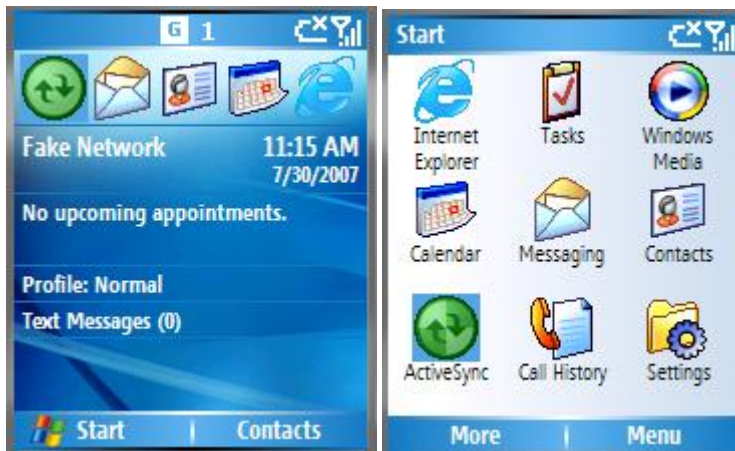 G 1
Fake Network 11:15 AM
7/30/2007
No upcoming appointments.
Profile: Normal
Text Messages (0)
Start Contacts
Start
Internet Explorer
Tasks
Windows Media
Calendar
Messaging
Contacts
ActiveSync
Call History
Settings
More Menu